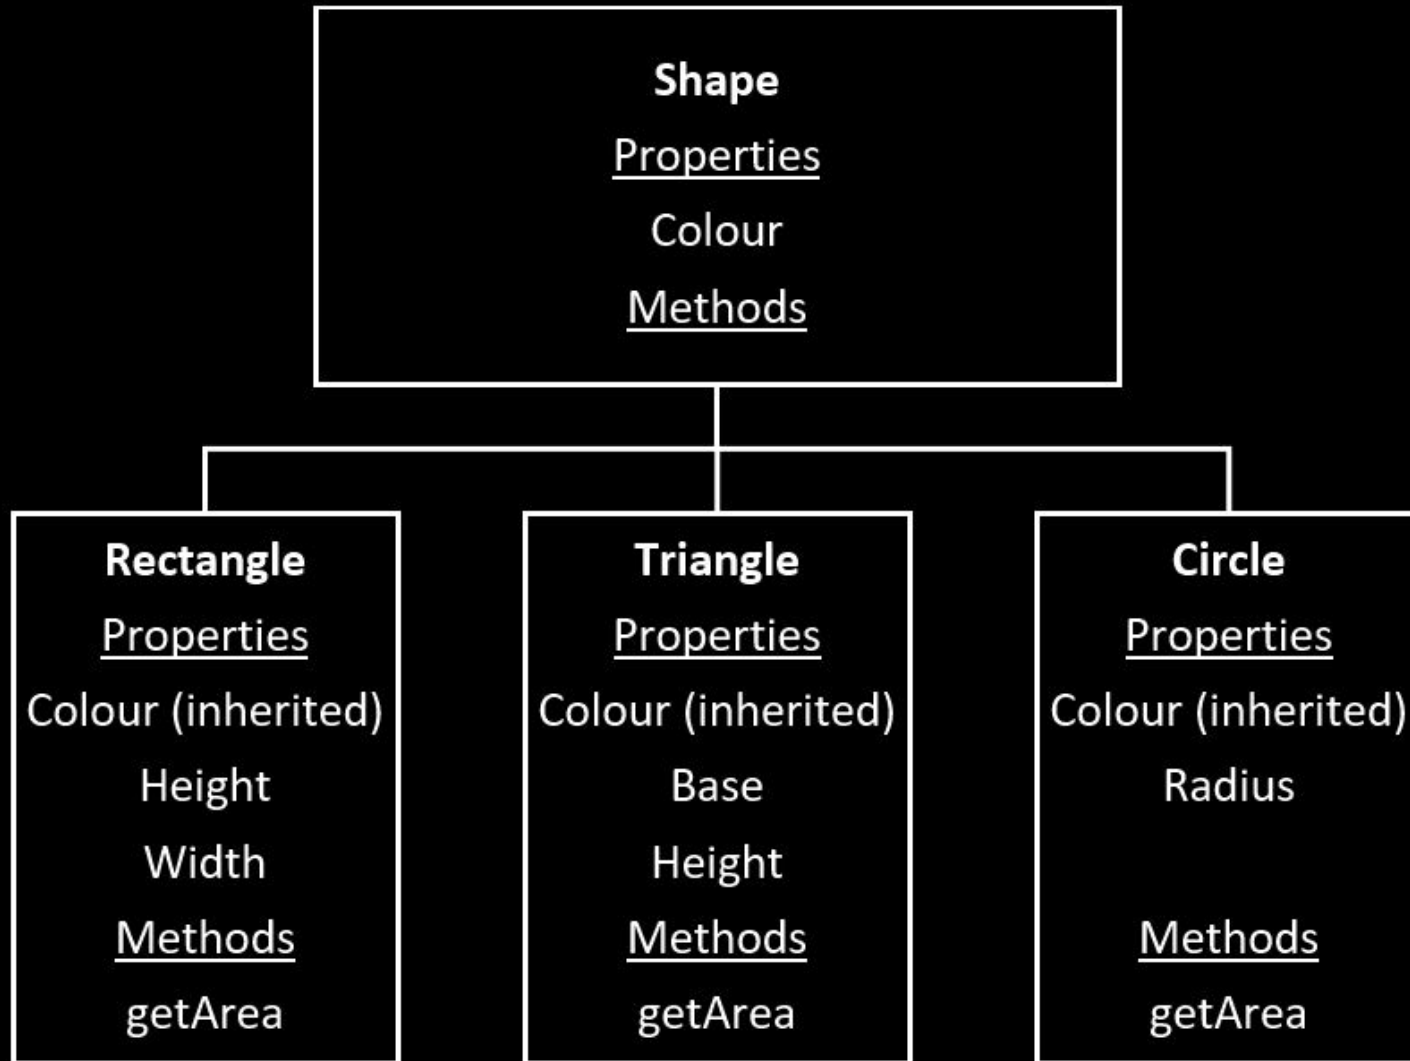 Shape
Properties
Colour
Methods
Rectangle
Properties
Colour (inherited)
Height
Width
Methods
getArea
Triangle
Properties
Colour (inherited)
Base
Height
Methods
getArea
Circle
Properties
Colour (inherited)
Radius
Methods
getArea